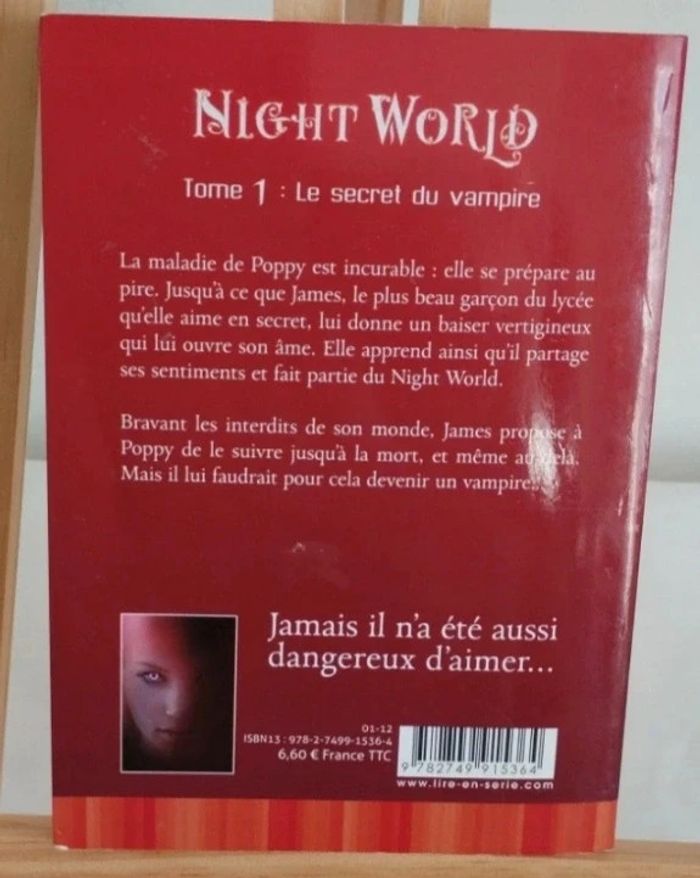 NIGHT WORLD
Tome 1 : Le secret du vampire
La maladie de Poppy est incurable : elle se prépare au
pire. Jusqu'à ce que James, le plus beau garçon du lycée
qu'elle aime en secret, lui donne un baiser vertigineux
qui lui ouvre son âme. Elle apprend ainsi qu'il partage
ses sentiments et fait partie du Night World.
Bravant les interdits de son monde, James propose à
Poppy de le suivre jusqu'à la mort, et même au-delà.
Mais il lui faudrait pour cela devenir un vampire...
Jamais il n'a été aussi
dangereux d'aimer...
01-12
ISBN13 : 978-2-7499-1536-4
6,60 € France TTC
9 782749 915364
www.lire-en-serie.com